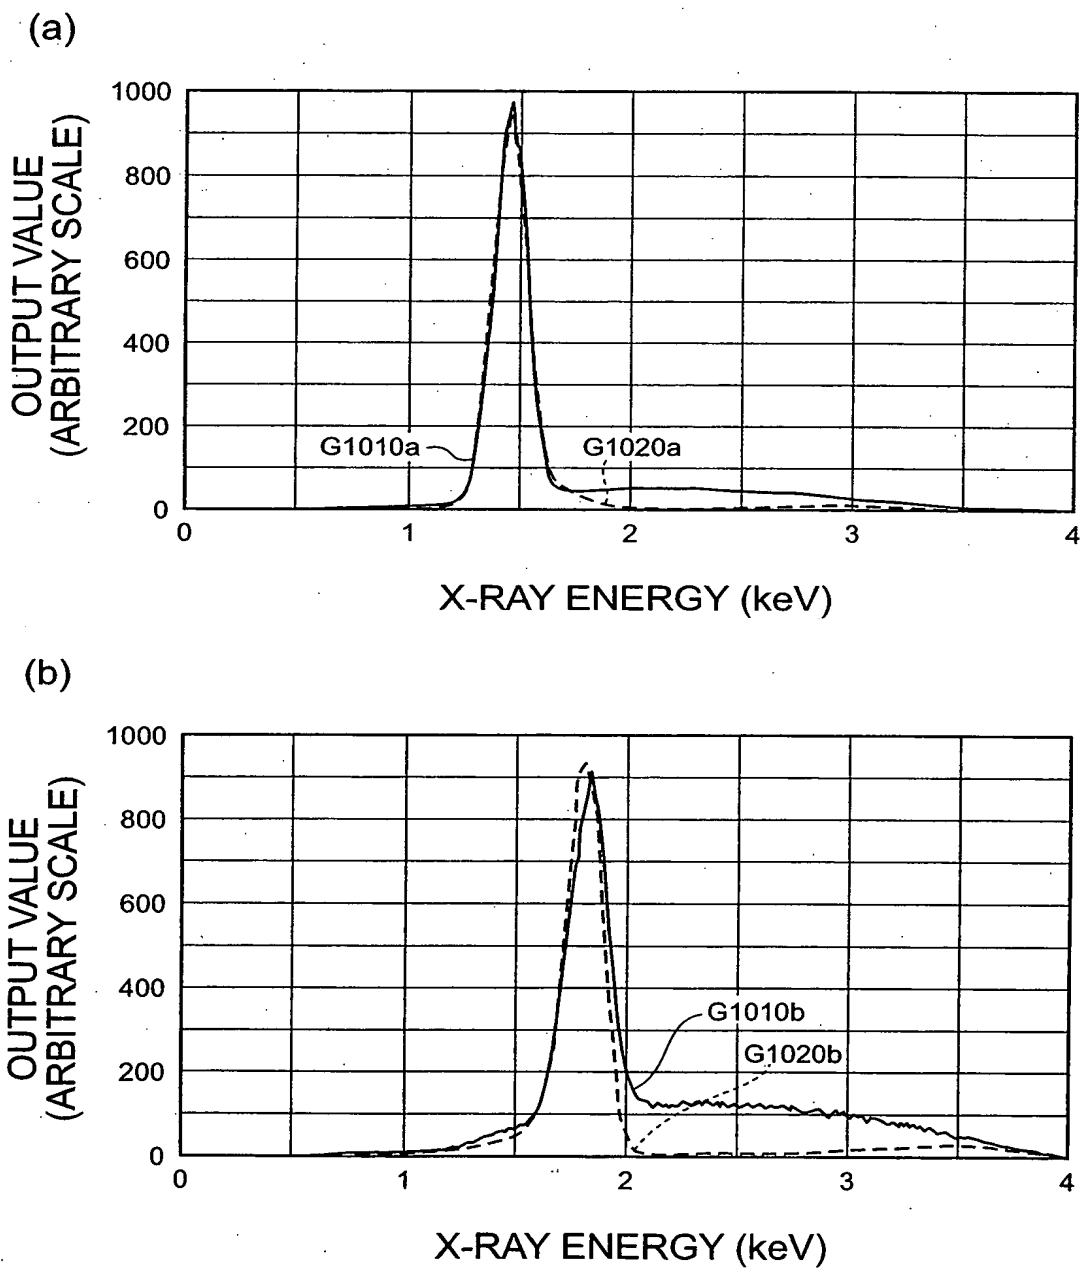 (a)
OUTPUT VALUE
(ARBITRARY SCALE)
1000
800
600
400
200
0
G1010a
G1020a
0
1
2
3
4
X-RAY ENERGY (keV)
(b)
OUTPUT VALUE
(ARBITRARY SCALE)
1000
800
600
400
200
0
G1010b
G1020b
0
1
2
3
4
X-RAY ENERGY (keV)